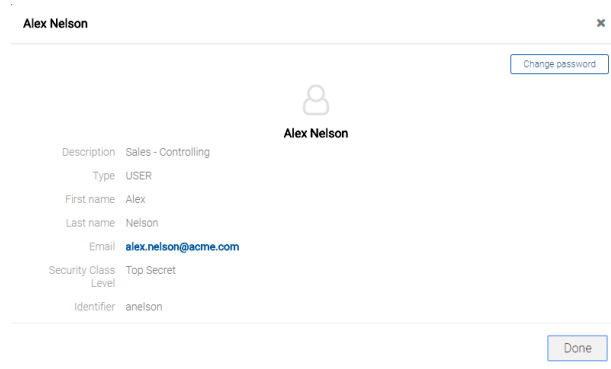 Alex Nelson
Change password
Alex Nelson
Description Sales - Controlling
Type USER
First name Alex
Last name Nelson
Email alex.nelson@acme.com
Security Class Top Secret
Level
Identifier anelson
Done